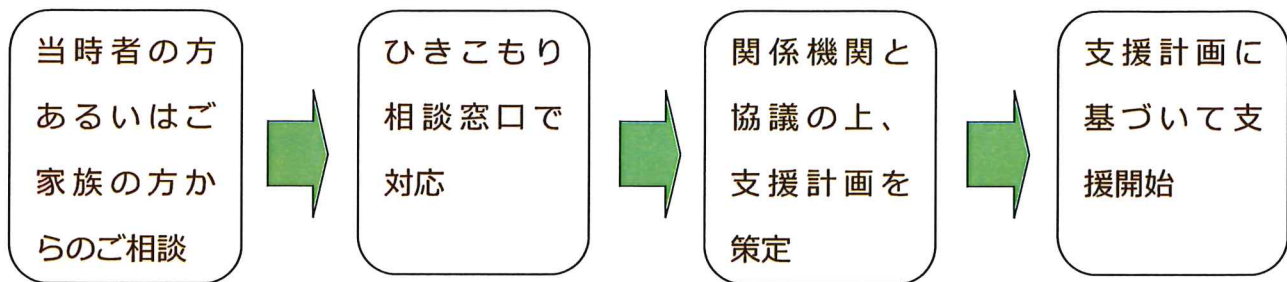 当時者の方
あるいはご
家族の方か
らのご相談
ひきこもり
相談窓口で
対応
関係機関と
協議の上、
支援計画を
策定
支援計画に
基づいて支
援開始